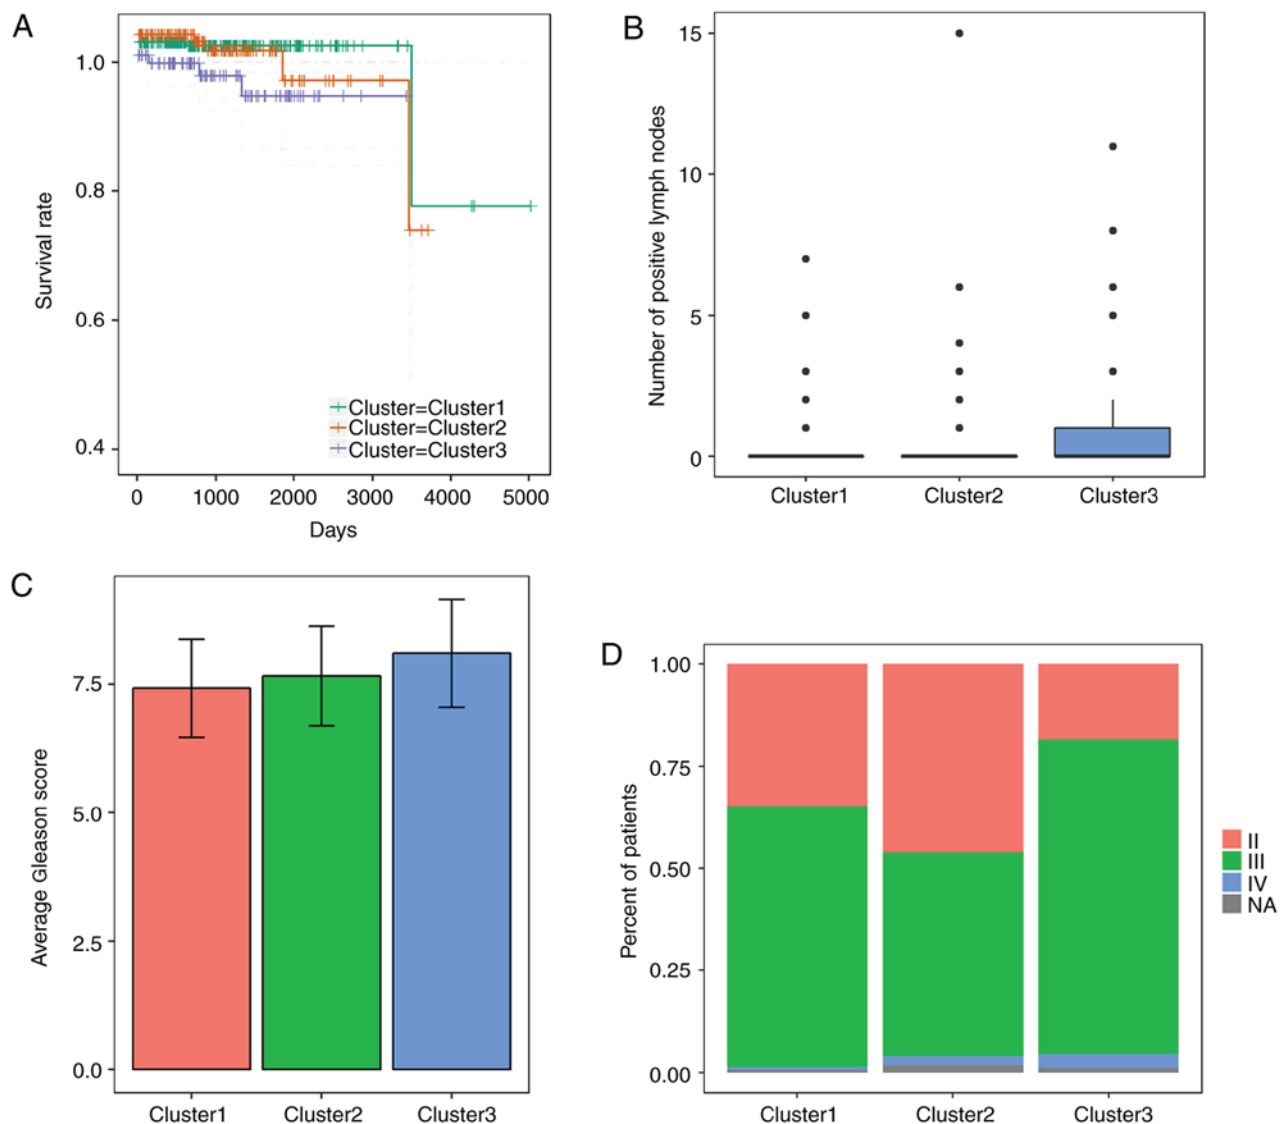 A
1.0
0.8
0.6
0.4
Survival rate
Cluster=Cluster1
Cluster=Cluster2
Cluster=Cluster3
0 1000 2000 3000 4000 5000
Days
B
15
10
5
0
Number of positive lymph nodes
Cluster1 Cluster2 Cluster3
C
7.5
5.0
2.5
0.0
Average Gleason score
Cluster1 Cluster2 Cluster3
D
1.00
0.75
0.50
0.25
0.00
Percent of patients
Cluster1 Cluster2 Cluster3
II
III
IV
NA